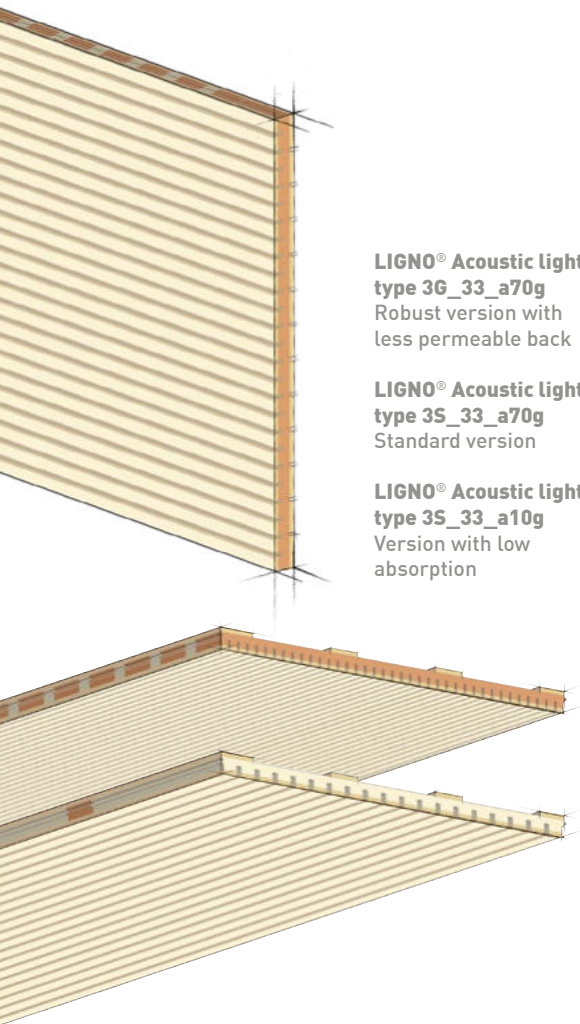 LIGNO® Acoustic light
type 3G_33_a70g
Robust version with
less permeable back
LIGNO® Acoustic light
type 3S_33_a70g
Standard version
LIGNO® Acoustic light
type 3S_33_a10g
Version with low
absorption